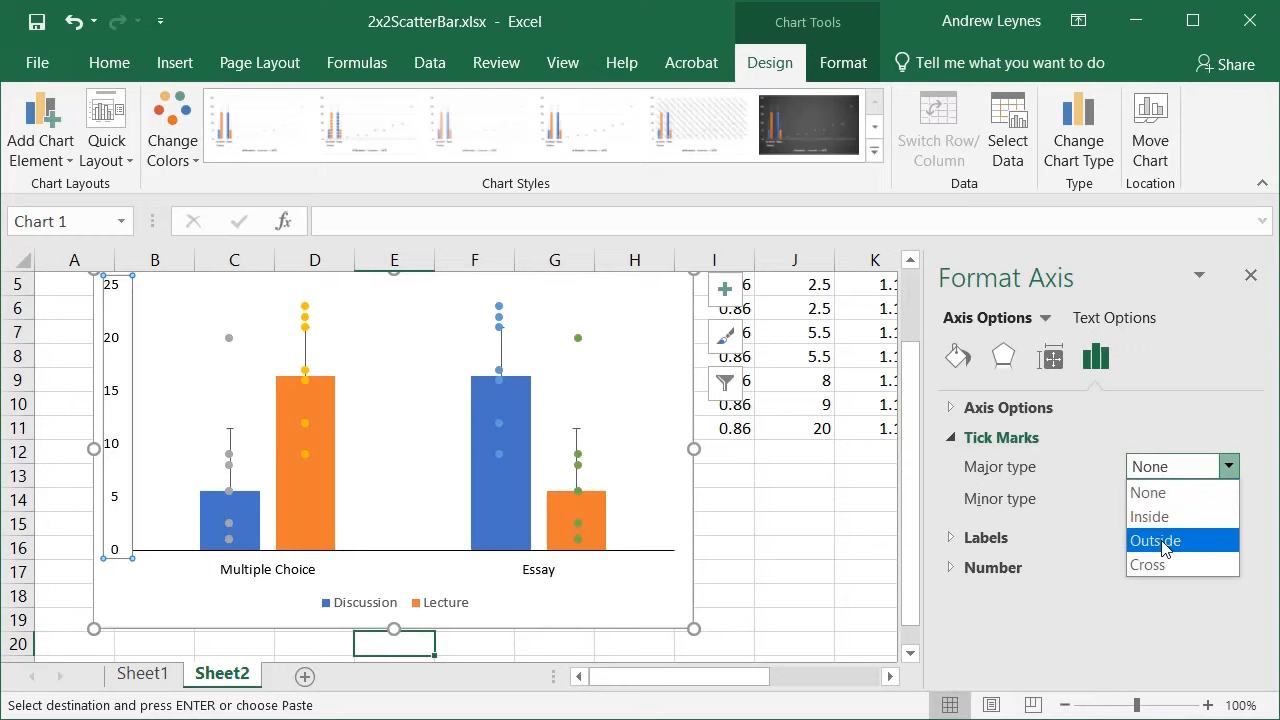 2x2ScatterBar.xlsx - Excel
Chart Tools
Andrew Leynes
File Home Insert Page Layout Formulas Data Review View Help Acrobat Design Format Tell me what you want to do Share
Add Chart Element
Quick Layout
Change Colors
Switch Row/ Column
Select Data
Change Chart Type
Move Chart
Chart Layouts
Chart Styles
Data
Type
Location
Chart 1
fx
A B C D E F G H I J K
5 2.5
6 0.86 2.5 1.1
7 5.5
8 0.86 5.5 1.1
9 8 1.1
10 0.86 9 1.1
11 0.86 20 1.1
12
13
14
15
16
17
18
19
20
25
20
15
10
5
0
Multiple Choice Essay
Discussion Lecture
Format Axis
Axis Options Text Options
Axis Options
Tick Marks
Major type None
None
Inside
Outside
Cross
Minor type
Labels
Number
Sheet1 Sheet2
Select destination and press ENTER or choose Paste
100%